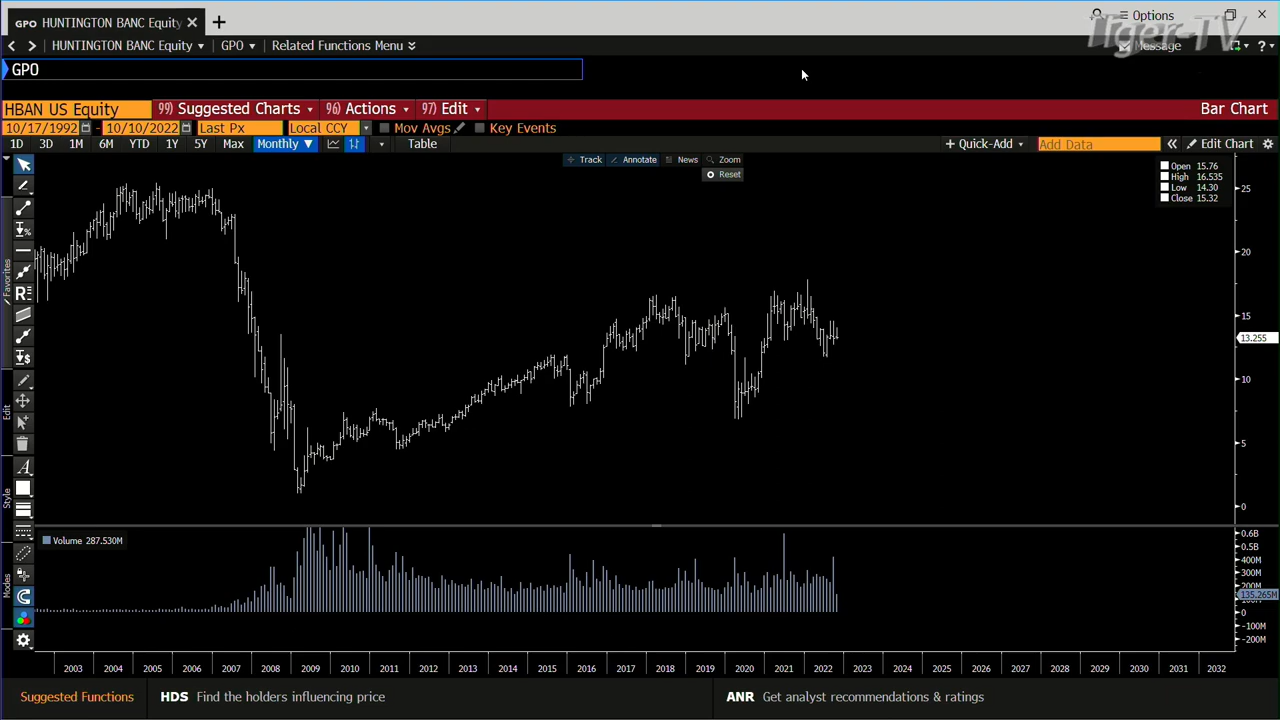 GPO HUNTINGTON BANC Equity
Options
Tiger-TV
HUNTINGTON BANC Equity GPO Related Functions Menu Message ?
GPO
HBAN US Equity 99) Suggested Charts 96) Actions 97) Edit Bar Chart
10/17/1992 - 10/10/2022 Last Px Local CCY Mov Avgs Key Events
1D 3D 1M 6M YTD 1Y 5Y Max Monthly ▼ Table + Quick-Add Add Data « Edit Chart
Track Annotate News Zoom
Reset
Open 15.76
High 16.535
Low 14.30
Close 15.32
25
20
15
13.255
10
5
0
Favorites
Edit
Style
Modes
Volume 287.530M
0.6B
0.5B
400M
300M
200M
135.265M
0
-100M
-200M
2003 2004 2005 2006 2007 2008 2009 2010 2011 2012 2013 2014 2015 2016 2017 2018 2019 2020 2021 2022 2023 2024 2025 2026 2027 2028 2029 2030 2031 2032
Suggested Functions HDS Find the holders influencing price ANR Get analyst recommendations & ratings